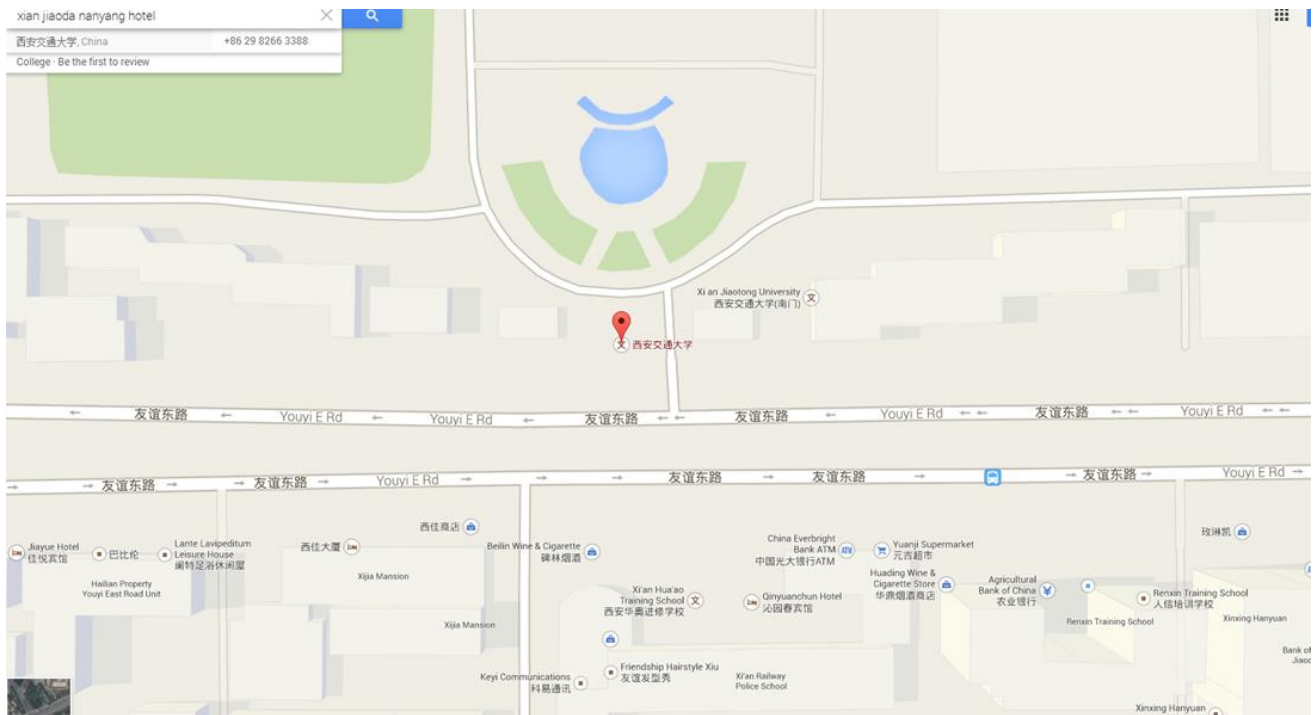 xian jiaoda nanyang hotel
西安交通大学, China
+86 29 8266 3388
College · Be the first to review
Xi an Jiaotong University
西安交通大学(南门)
西安交通大学
友谊东路
Youyi E Rd
Youyi E Rd
友谊东路
友谊东路
Youyi E Rd
友谊东路
Youyi E Rd
友谊东路
友谊东路
Youyi E Rd
友谊东路
友谊东路
友谊东路
Youyi E Rd
Jiayue Hotel
佳悦宾馆
巴比伦
Lante Lavipeditum
Leisure House
阑特足浴休闲屋
西佳大厦
西佳商店
Beilin Wine & Cigarette
碑林烟酒
China Everbright
Bank ATM
中国光大银行ATM
Yuanji Supermarket
元吉超市
玫琳凯
Hailian Property
Youyi East Road Unit
Xijia Mansion
Xi'an Hua'ao
Training School
西安华奥进修学校
Qinyuanchun Hotel
沁园春宾馆
Huading Wine &
Cigarette Store
华鼎烟酒商店
Agricultural
Bank of China
农业银行
Renxin Training School
人信培训学校
Xijia Mansion
Renxin Training School
Xinxing Hanyuan
Keyi Communications
科易通讯
Friendship Hairstyle Xiu
友谊发型秀
Xi'an Railway
Police School
Bank of
Jiao
Xinxing Hanyuan